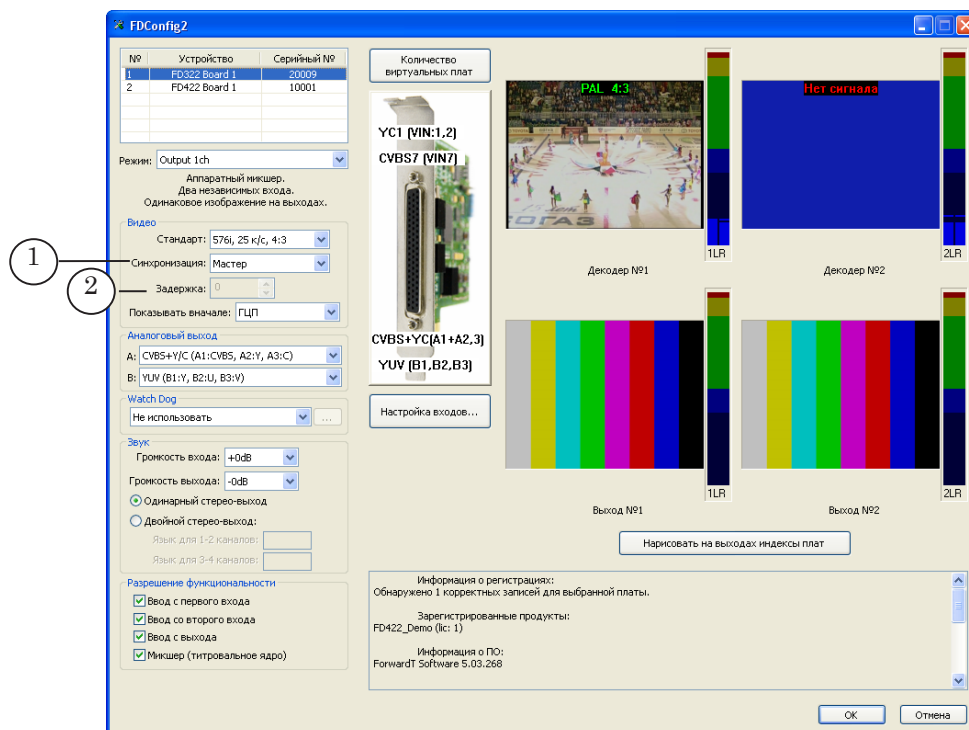 FDConfig2
№ Устройство Серийный №
1 FD322 Board 1 20009
2 FD422 Board 1 10001
Режим: Output 1ch
Аппаратный микшер.
Два независимых входа.
Одинаковое изображение на выходах.
Видео
Стандарт: 576i, 25 к/с, 4:3
1
Синхронизация: Мастер
2
Задержка: 0
Показывать вначале: ГЦП
Аналоговый выход
A: CVBS+Y/C (A1:CVBS, A2:Y, A3:C)
B: YUV (B1:Y, B2:U, B3:V)
Watch Dog
Не использовать ...
Звук
Громкость входа: +0dB
Громкость выхода: -0dB
Одинарный стерео-выход
Двойной стерео-выход:
Язык для 1-2 каналов:
Язык для 3-4 каналов:
Разрешение функциональности
Ввод с первого входа
Ввод со второго входа
Ввод с выхода
Микшер (титровальное ядро)
Количество
виртуальных плат
YC1 (VIN:1,2)
CVBS7 (VIN7)
CVBS+YC(A1+A2,3)
YUV (B1,B2,B3)
Настройка входов...
PAL 4:3
1LR
Декодер №1
Нет сигнала
2LR
Декодер №2
1LR
Выход №1
2LR
Выход №2
Нарисовать на выходах индексы плат
Информация о регистрациях:
Обнаружено 1 корректных записей для выбранной платы.
Зарегистрированные продукты:
FD422_Demo (lic: 1)
Информация о ПО:
ForwardT Software 5.03.268
OK Отмена